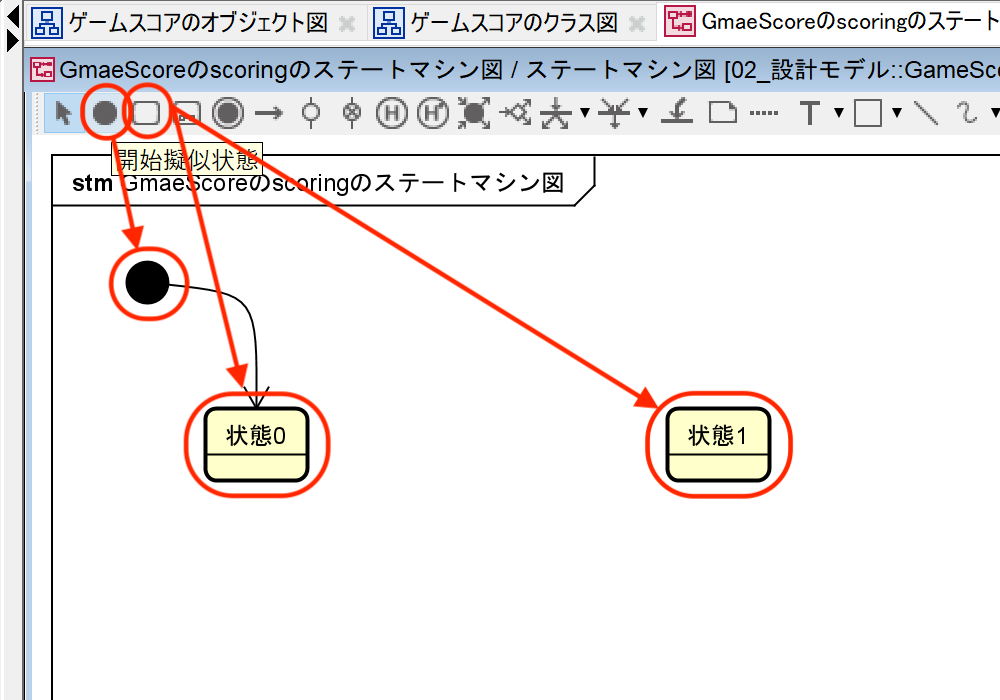 ゲームスコアのオブジェクト図
ゲームスコアのクラス図
GmaeScoreのscoringのステート
GmaeScoreのscoringのステートマシン図 / ステートマシン図 [02_設計モデル::GameSco
H H* T
開始擬似状態
stm GmaeScoreのscoringのステートマシン図
状態0
状態1